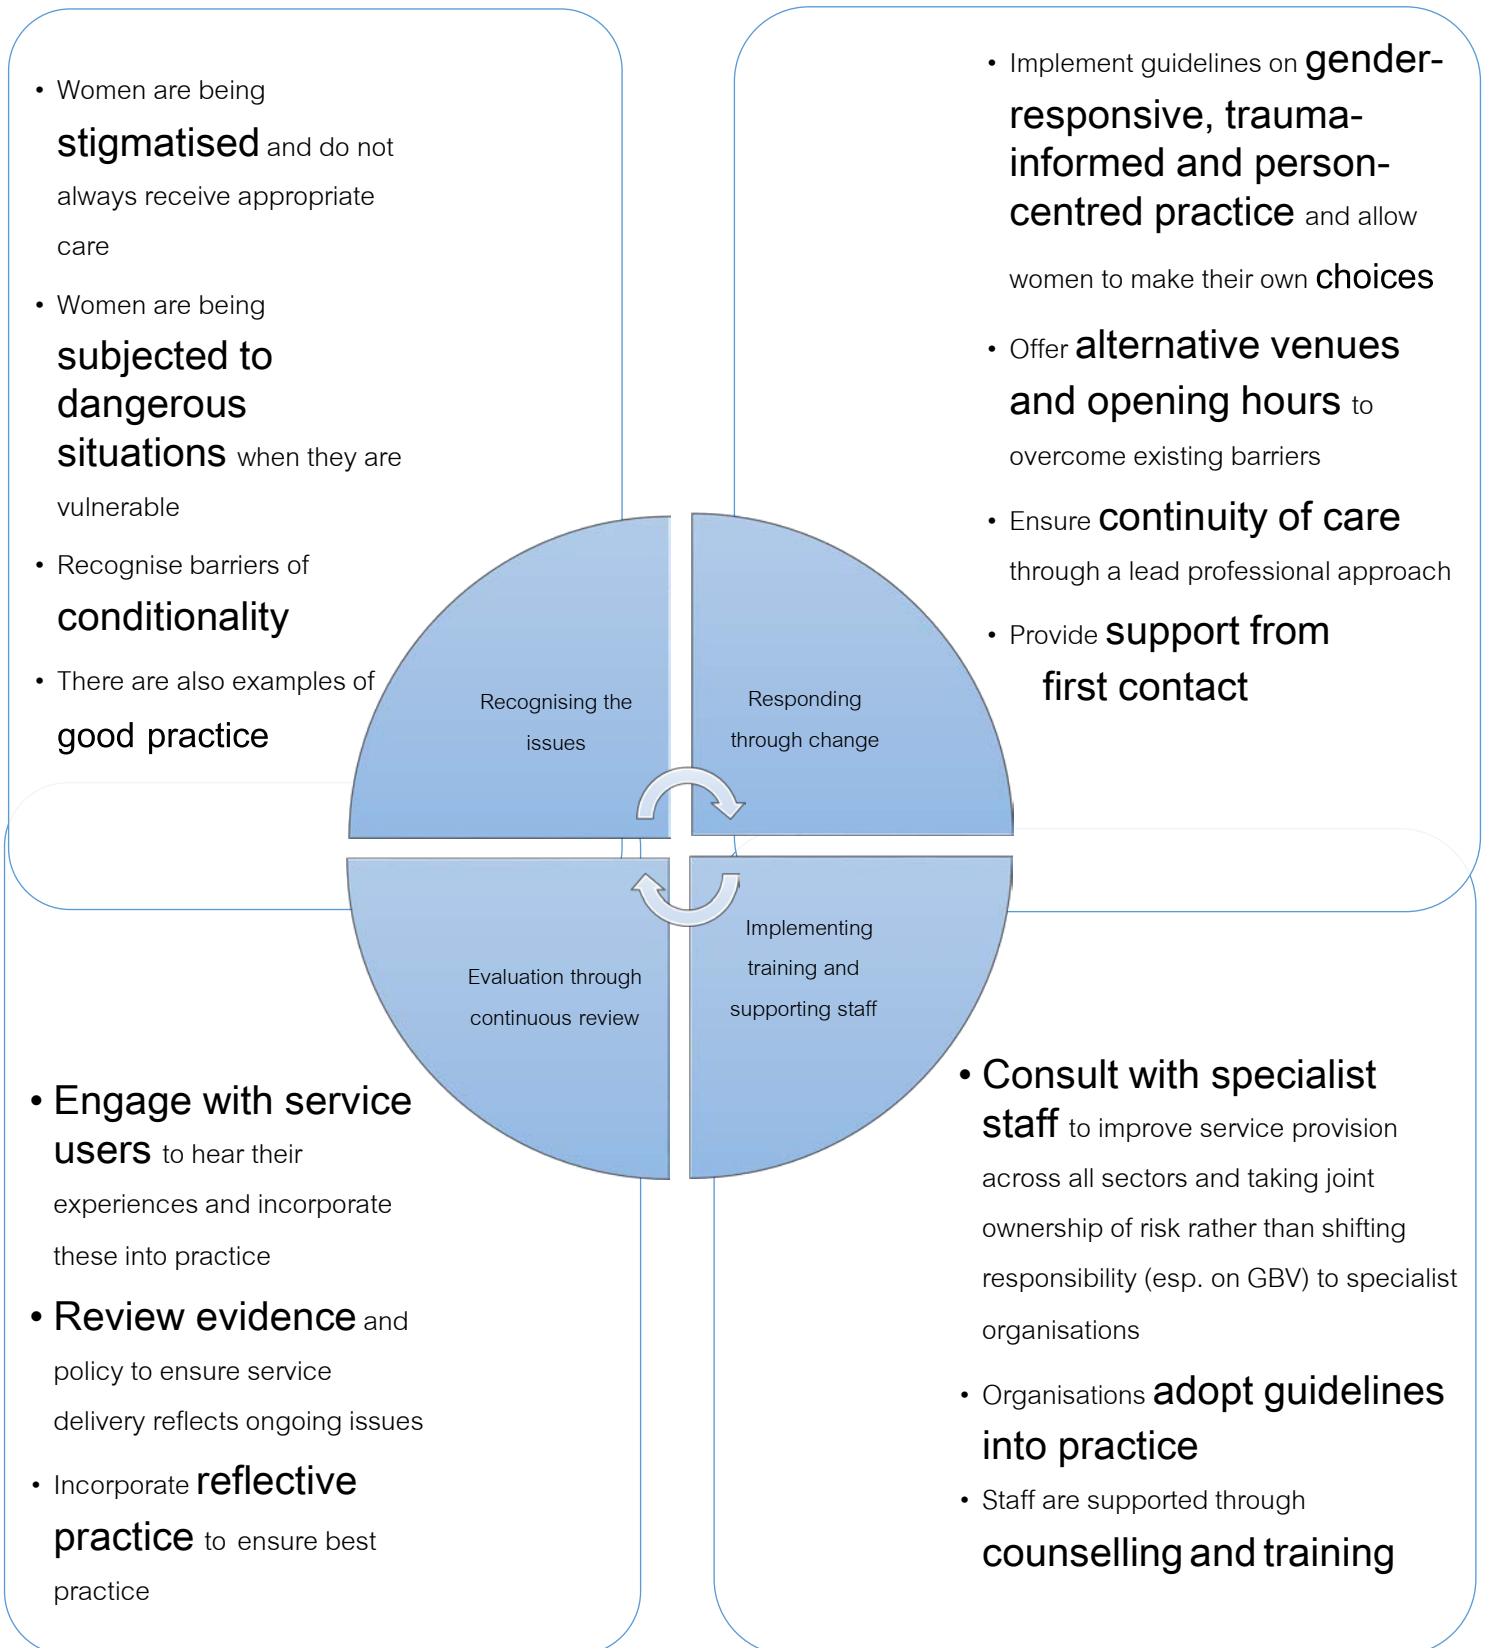 • Women are being
stigmatised and do not
always receive appropriate
care
• Women are being
subjected to
dangerous
situations when they are
vulnerable
• Recognise barriers of
conditionality
• There are also examples of
good practice
• Implement guidelines on gender-
responsive, trauma-
informed and person-
centred practice and allow
women to make their own choices
• Offer alternative venues
and opening hours to
overcome existing barriers
• Ensure continuity of care
through a lead professional approach
• Provide support from
first contact
Recognising the
issues
Responding
through change
Evaluation through
continuous review
Implementing
training and
supporting staff
• Engage with service
users to hear their
experiences and incorporate
these into practice
• Review evidence and
policy to ensure service
delivery reflects ongoing issues
• Incorporate reflective
practice to ensure best
practice
• Consult with specialist
staff to improve service provision
across all sectors and taking joint
ownership of risk rather than shifting
responsibility (esp. on GBV) to specialist
organisations
• Organisations adopt guidelines
into practice
• Staff are supported through
counselling and training